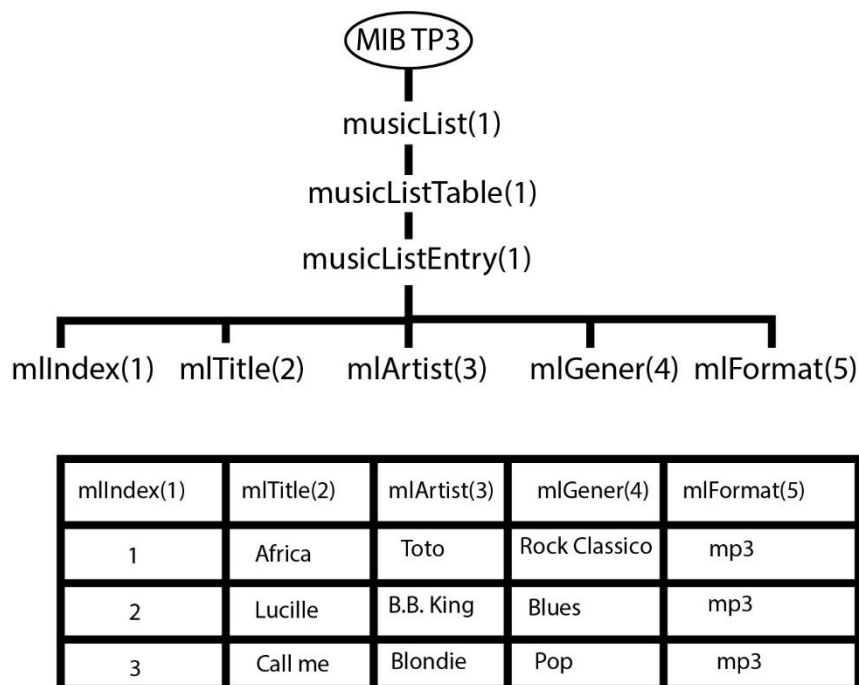 MIB TP3
musicList(1)
musicListTable(1)
musicListEntry(1)
mlIndex(1) mlTitle(2) mlArtist(3) mlGener(4) mlFormat(5)
mlIndex(1) mlTitle(2) mlArtist(3) mlGener(4) mlFormat(5)
1 Africa Toto Rock Classico mp3
2 Lucille B.B. King Blues mp3
3 Call me Blondie Pop mp3